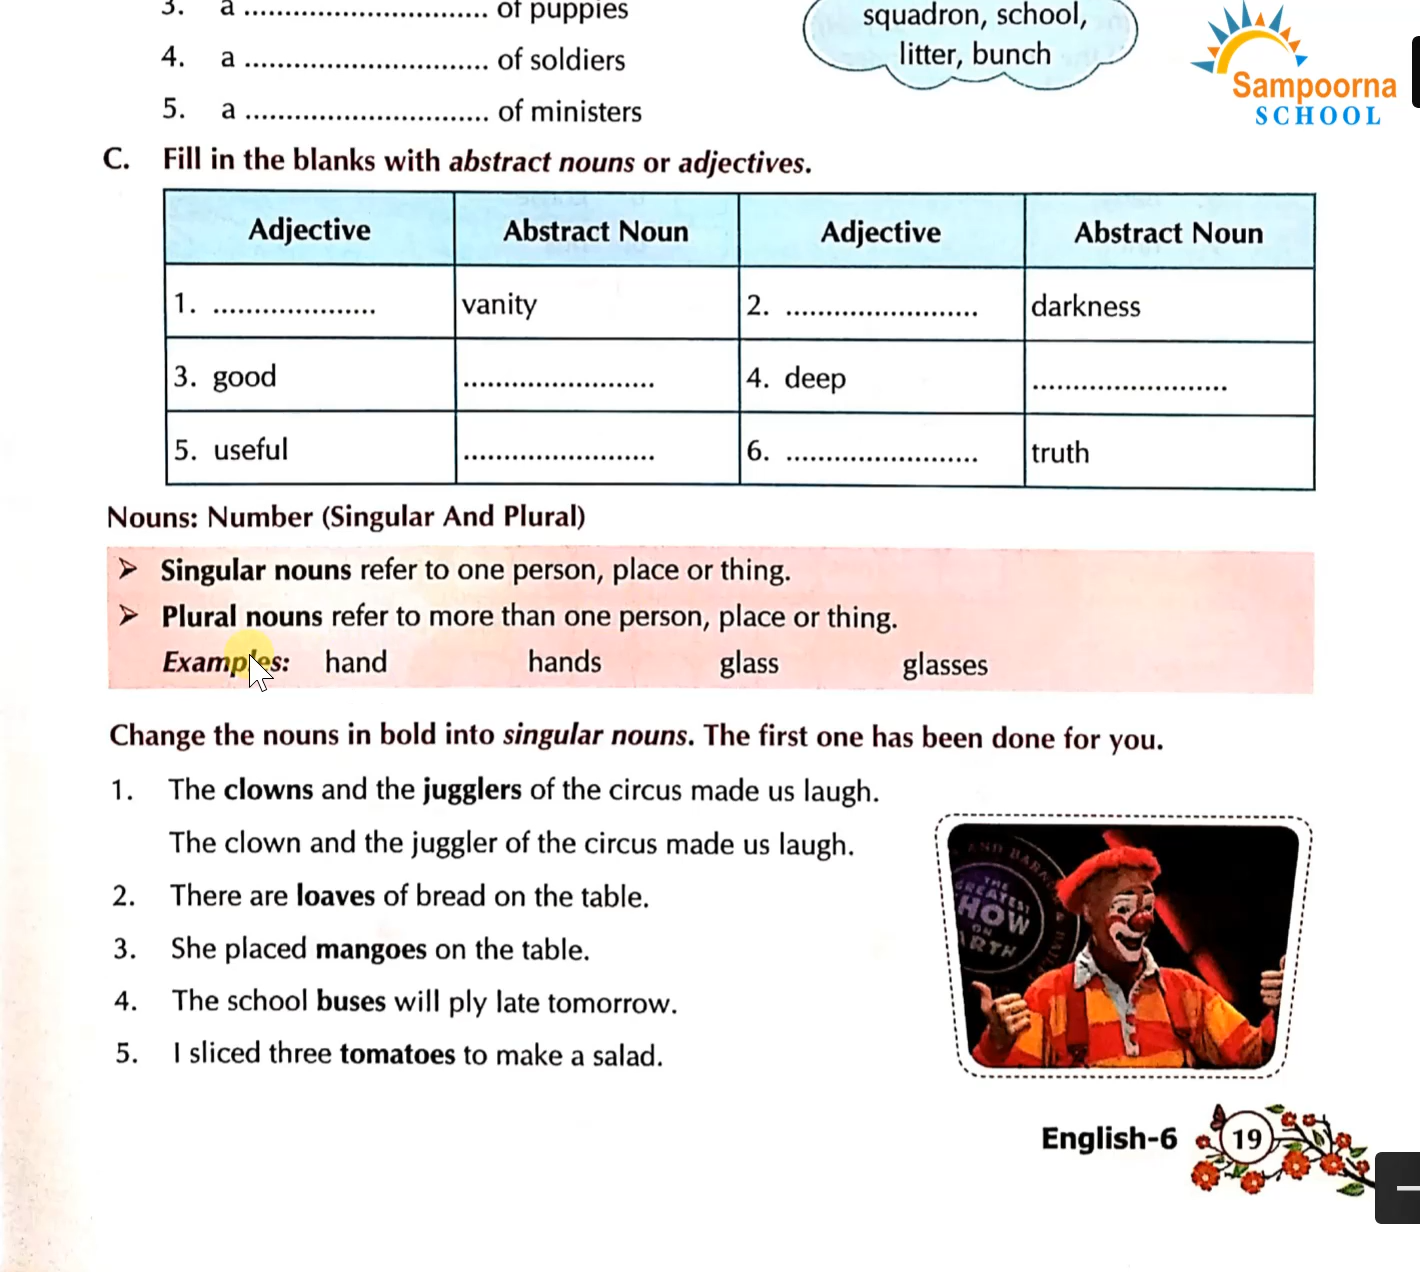 3. a .............................. of puppies
squadron, school,
litter, bunch
4. a .............................. of soldiers
5. a .............................. of ministers
Sampoorna
SCHOOL
C. Fill in the blanks with abstract nouns or adjectives.
Adjective Abstract Noun Adjective Abstract Noun
1. .................... vanity 2. ........................ darkness
3. good ........................ 4. deep ........................
5. useful ........................ 6. ........................ truth
Nouns: Number (Singular And Plural)
➢ Singular nouns refer to one person, place or thing.
➢ Plural nouns refer to more than one person, place or thing.
Examples: hand hands glass glasses
Change the nouns in bold into singular nouns. The first one has been done for you.
1. The clowns and the jugglers of the circus made us laugh.
The clown and the juggler of the circus made us laugh.
2. There are loaves of bread on the table.
3. She placed mangoes on the table.
4. The school buses will ply late tomorrow.
5. I sliced three tomatoes to make a salad.
AND BARN
THE
GREATEST
HOW
ON
ARTH
English-6 19